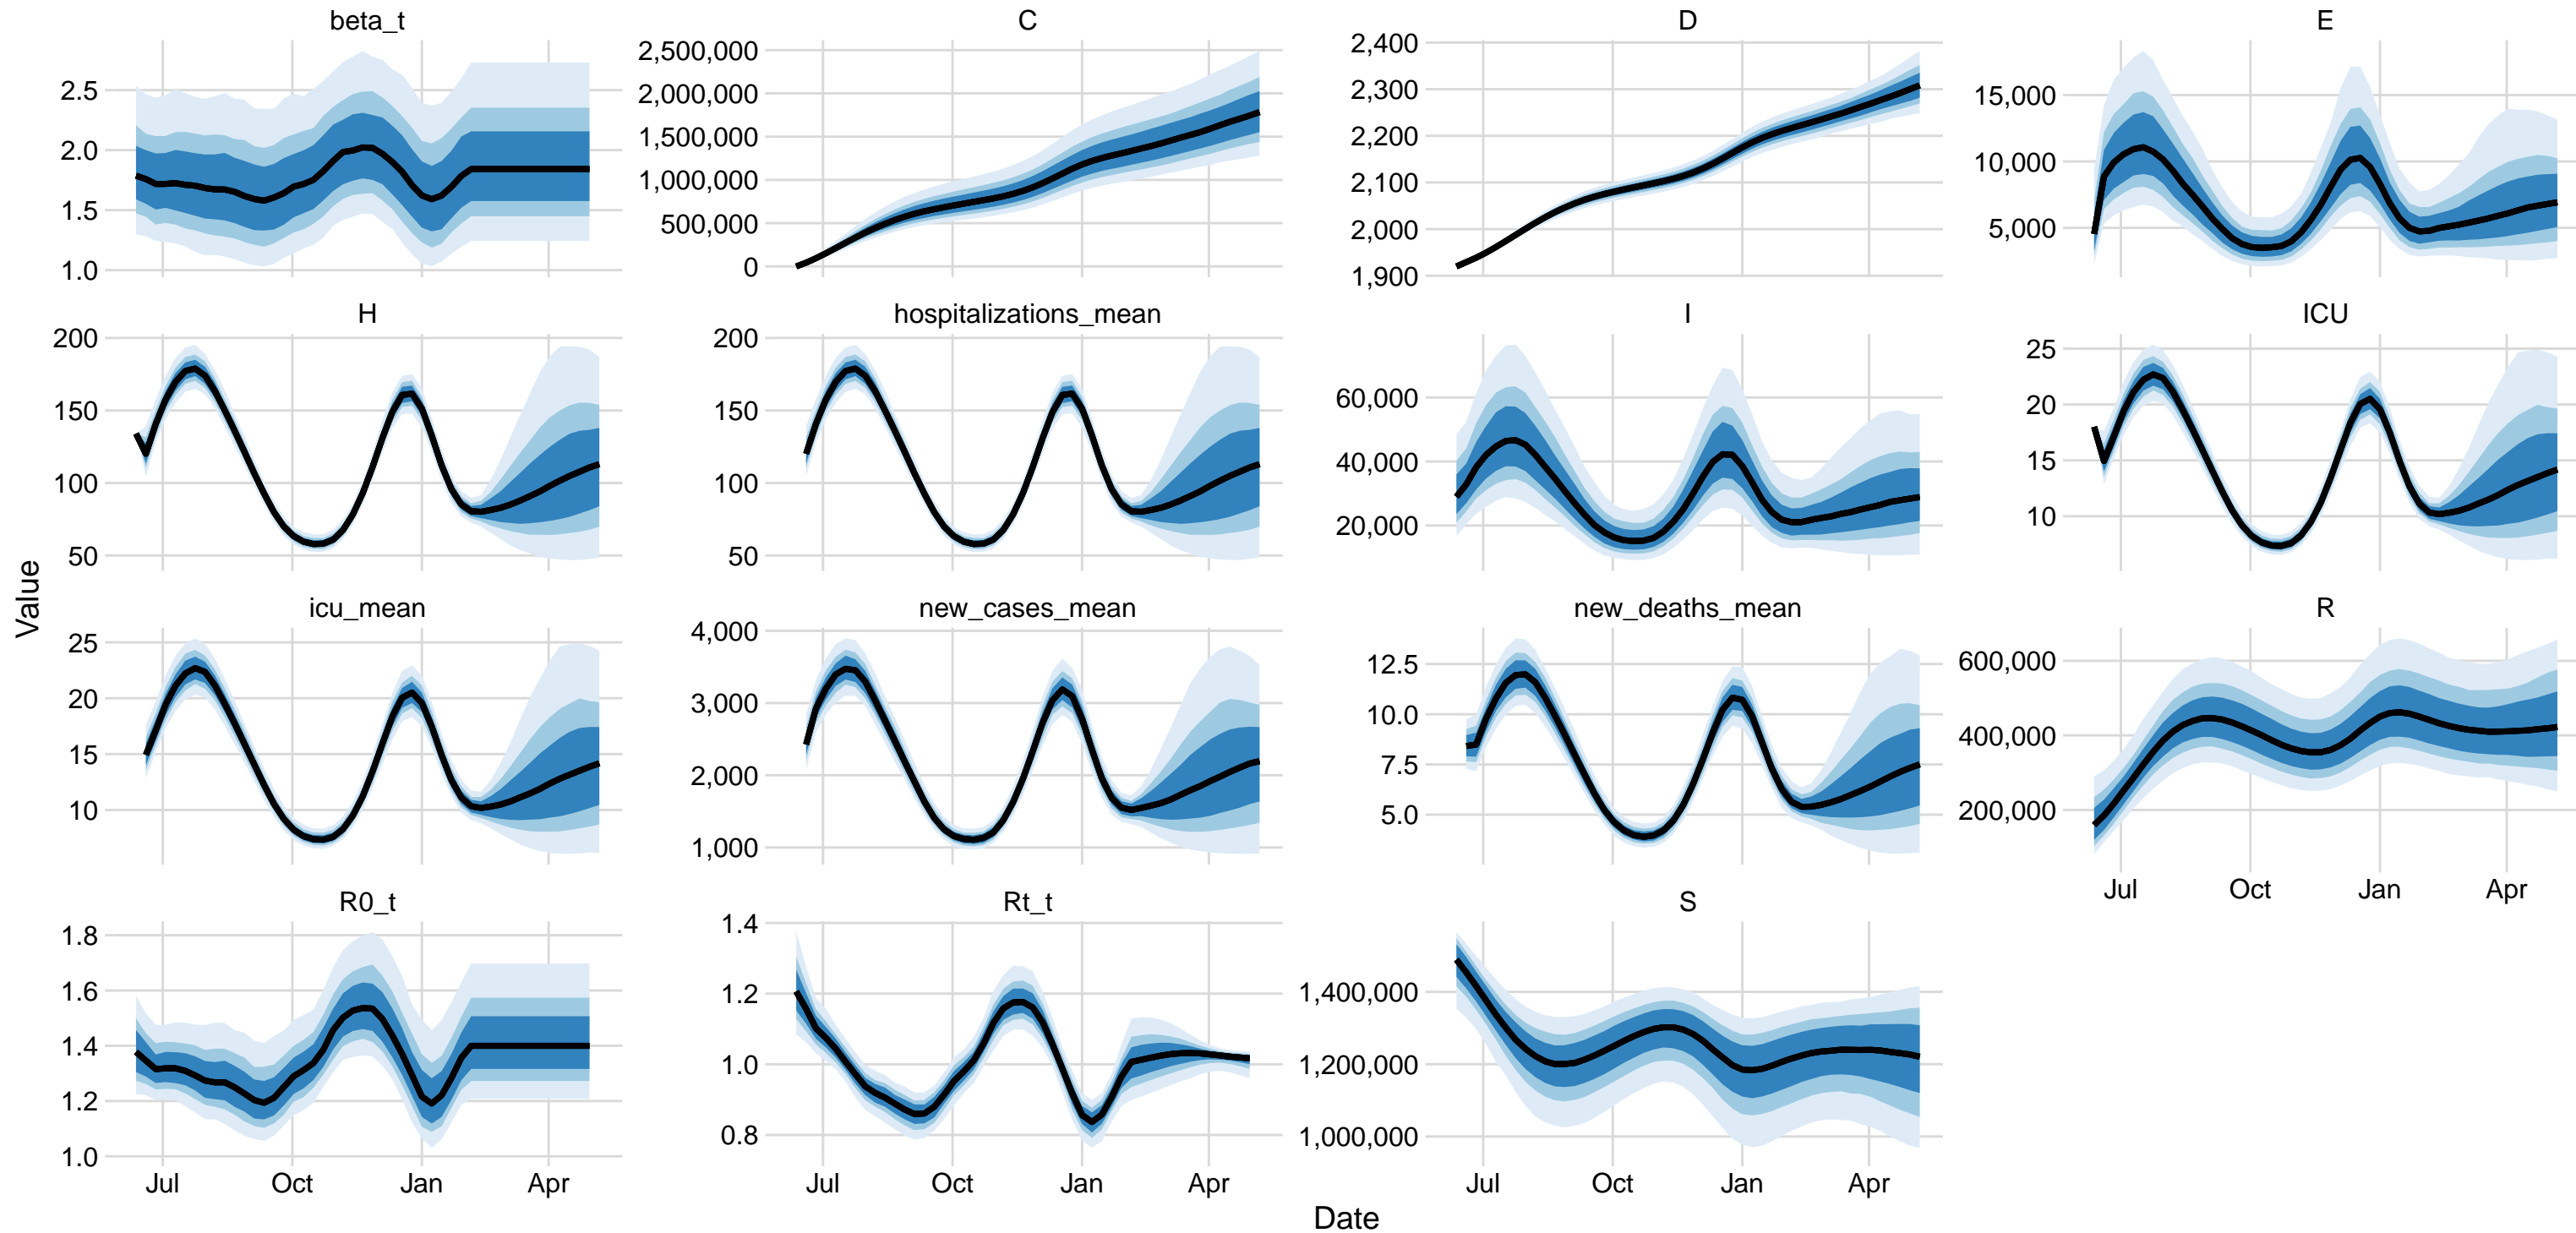 beta_t
C
D
E
2.5
2.0
1.5
1.0
2,500,000
2,000,000
1,500,000
1,000,000
500,000
0
2,400
2,300
2,200
2,100
2,000
1,900
15,000
10,000
5,000
H
hospitalizations_mean
I
ICU
200
150
100
50
200
150
100
50
60,000
40,000
20,000
25
20
15
10
Value
icu_mean
new_cases_mean
new_deaths_mean
R
25
20
15
10
4,000
3,000
2,000
1,000
12.5
10.0
7.5
5.0
600,000
400,000
200,000
Jul Oct Jan Apr
R0_t
Rt_t
S
1.8
1.6
1.4
1.2
1.0
1.4
1.2
1.0
0.8
1,400,000
1,200,000
1,000,000
Jul Oct Jan Apr
Jul Oct Jan Apr
Jul Oct Jan Apr
Date